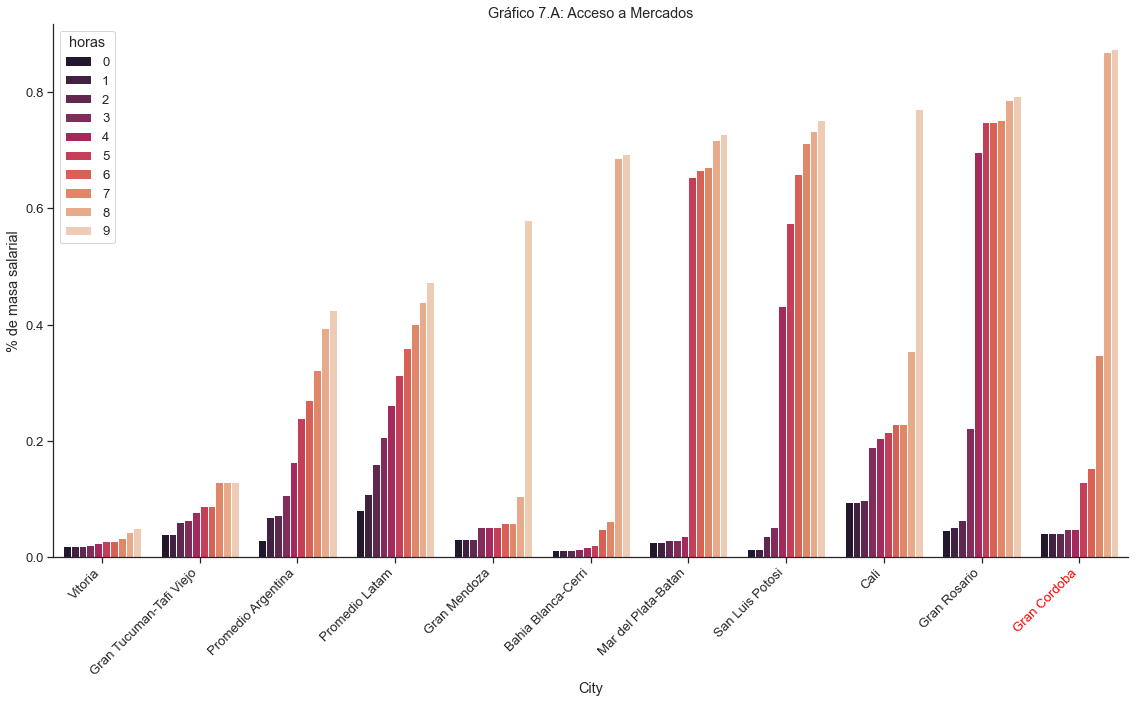 Gráfico 7.A: Acceso a Mercados
horas
0
1
2
3
4
5
6
7
8
9
% de masa salarial
0.8
0.6
0.4
0.2
0.0
Vitoria
Gran Tucuman-Tafi Viejo
Promedio Argentina
Promedio Latam
Gran Mendoza
Bahia Blanca-Cerri
Mar del Plata-Batan
San Luis Potosi
Cali
Gran Rosario
Gran Cordoba
City